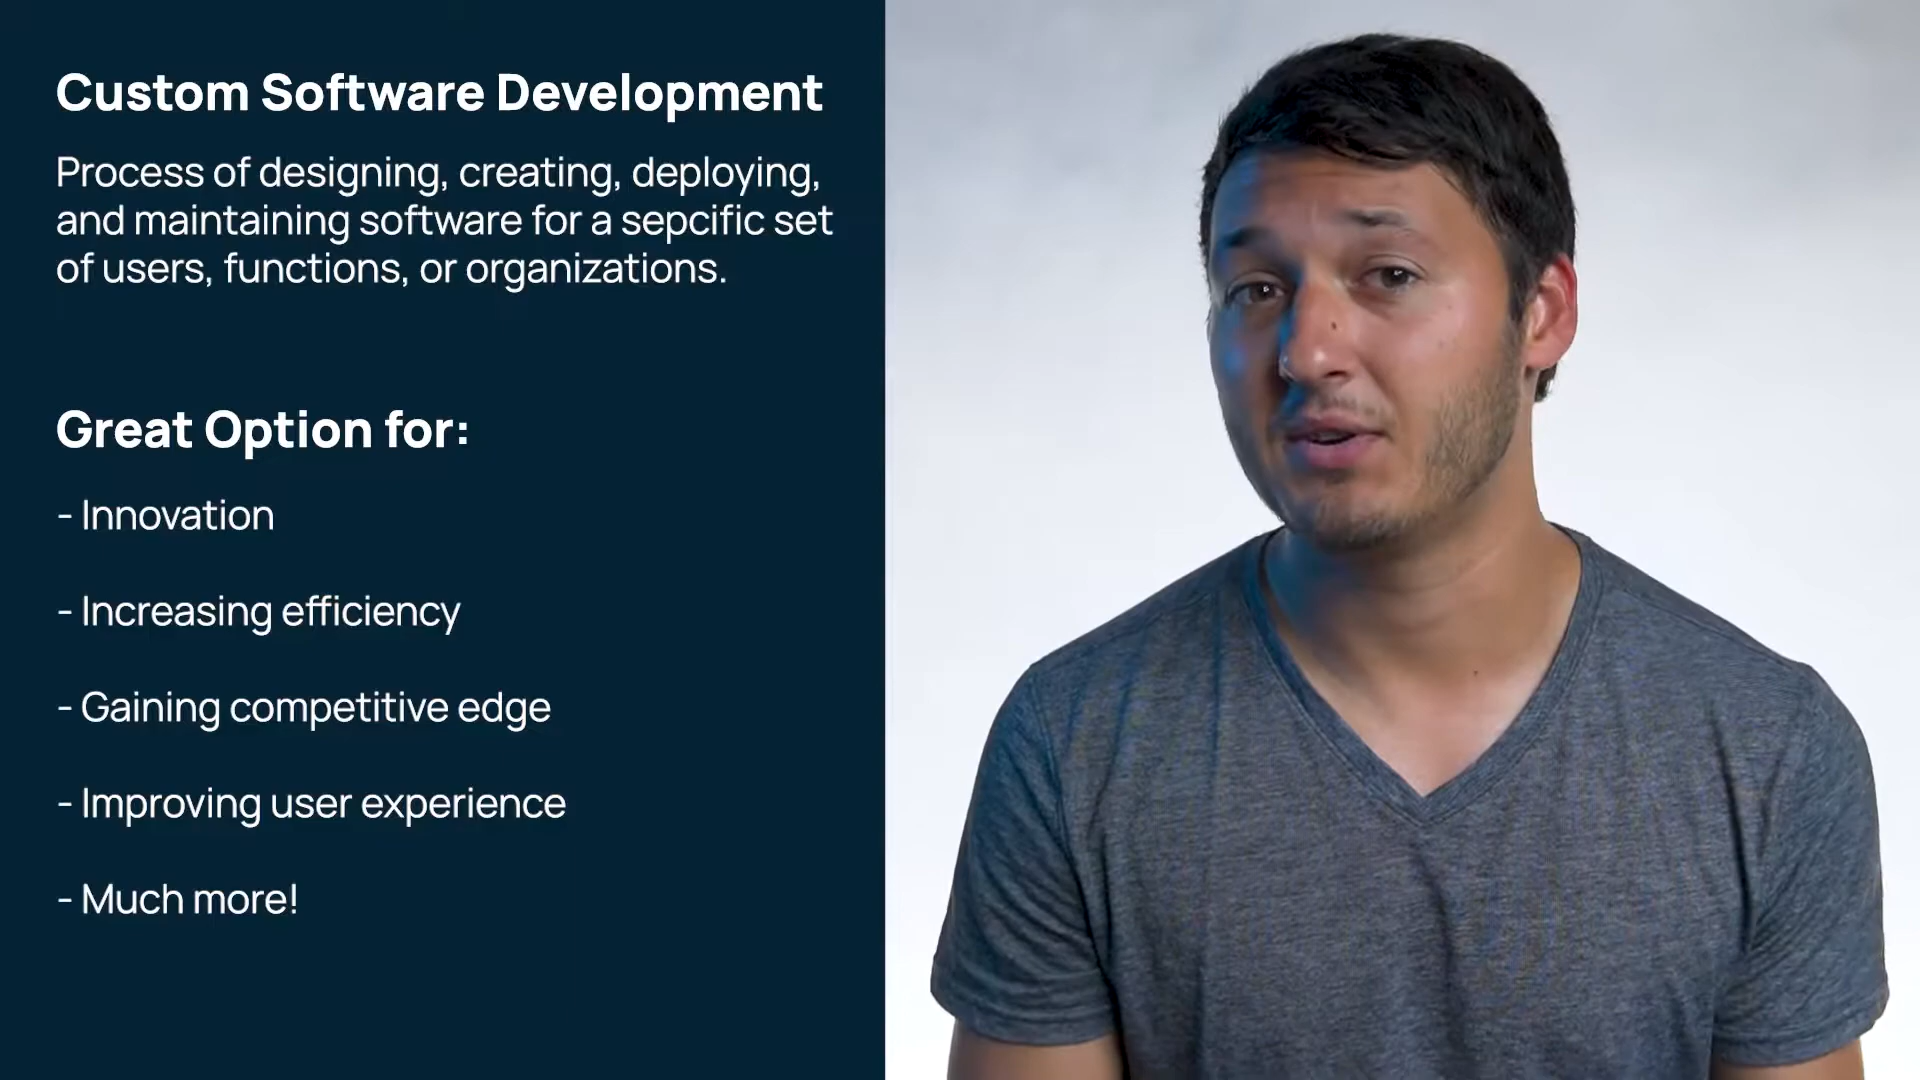 Custom Software Development
Process of designing, creating, deploying,
and maintaining software for a sepcific set
of users, functions, or organizations.
Great Option for:
- Innovation
- Increasing efficiency
- Gaining competitive edge
- Improving user experience
- Much more!